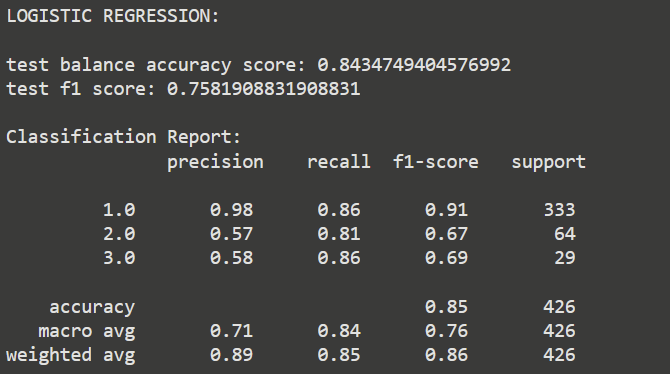 LOGISTIC REGRESSION:
test balance accuracy score: 0.8434749404576992
test f1 score: 0.7581908831908831
Classification Report:
precision recall f1-score support
1.0 0.98 0.86 0.91 333
2.0 0.57 0.81 0.67 64
3.0 0.58 0.86 0.69 29
accuracy 0.85 426
macro avg 0.71 0.84 0.76 426
weighted avg 0.89 0.85 0.86 426